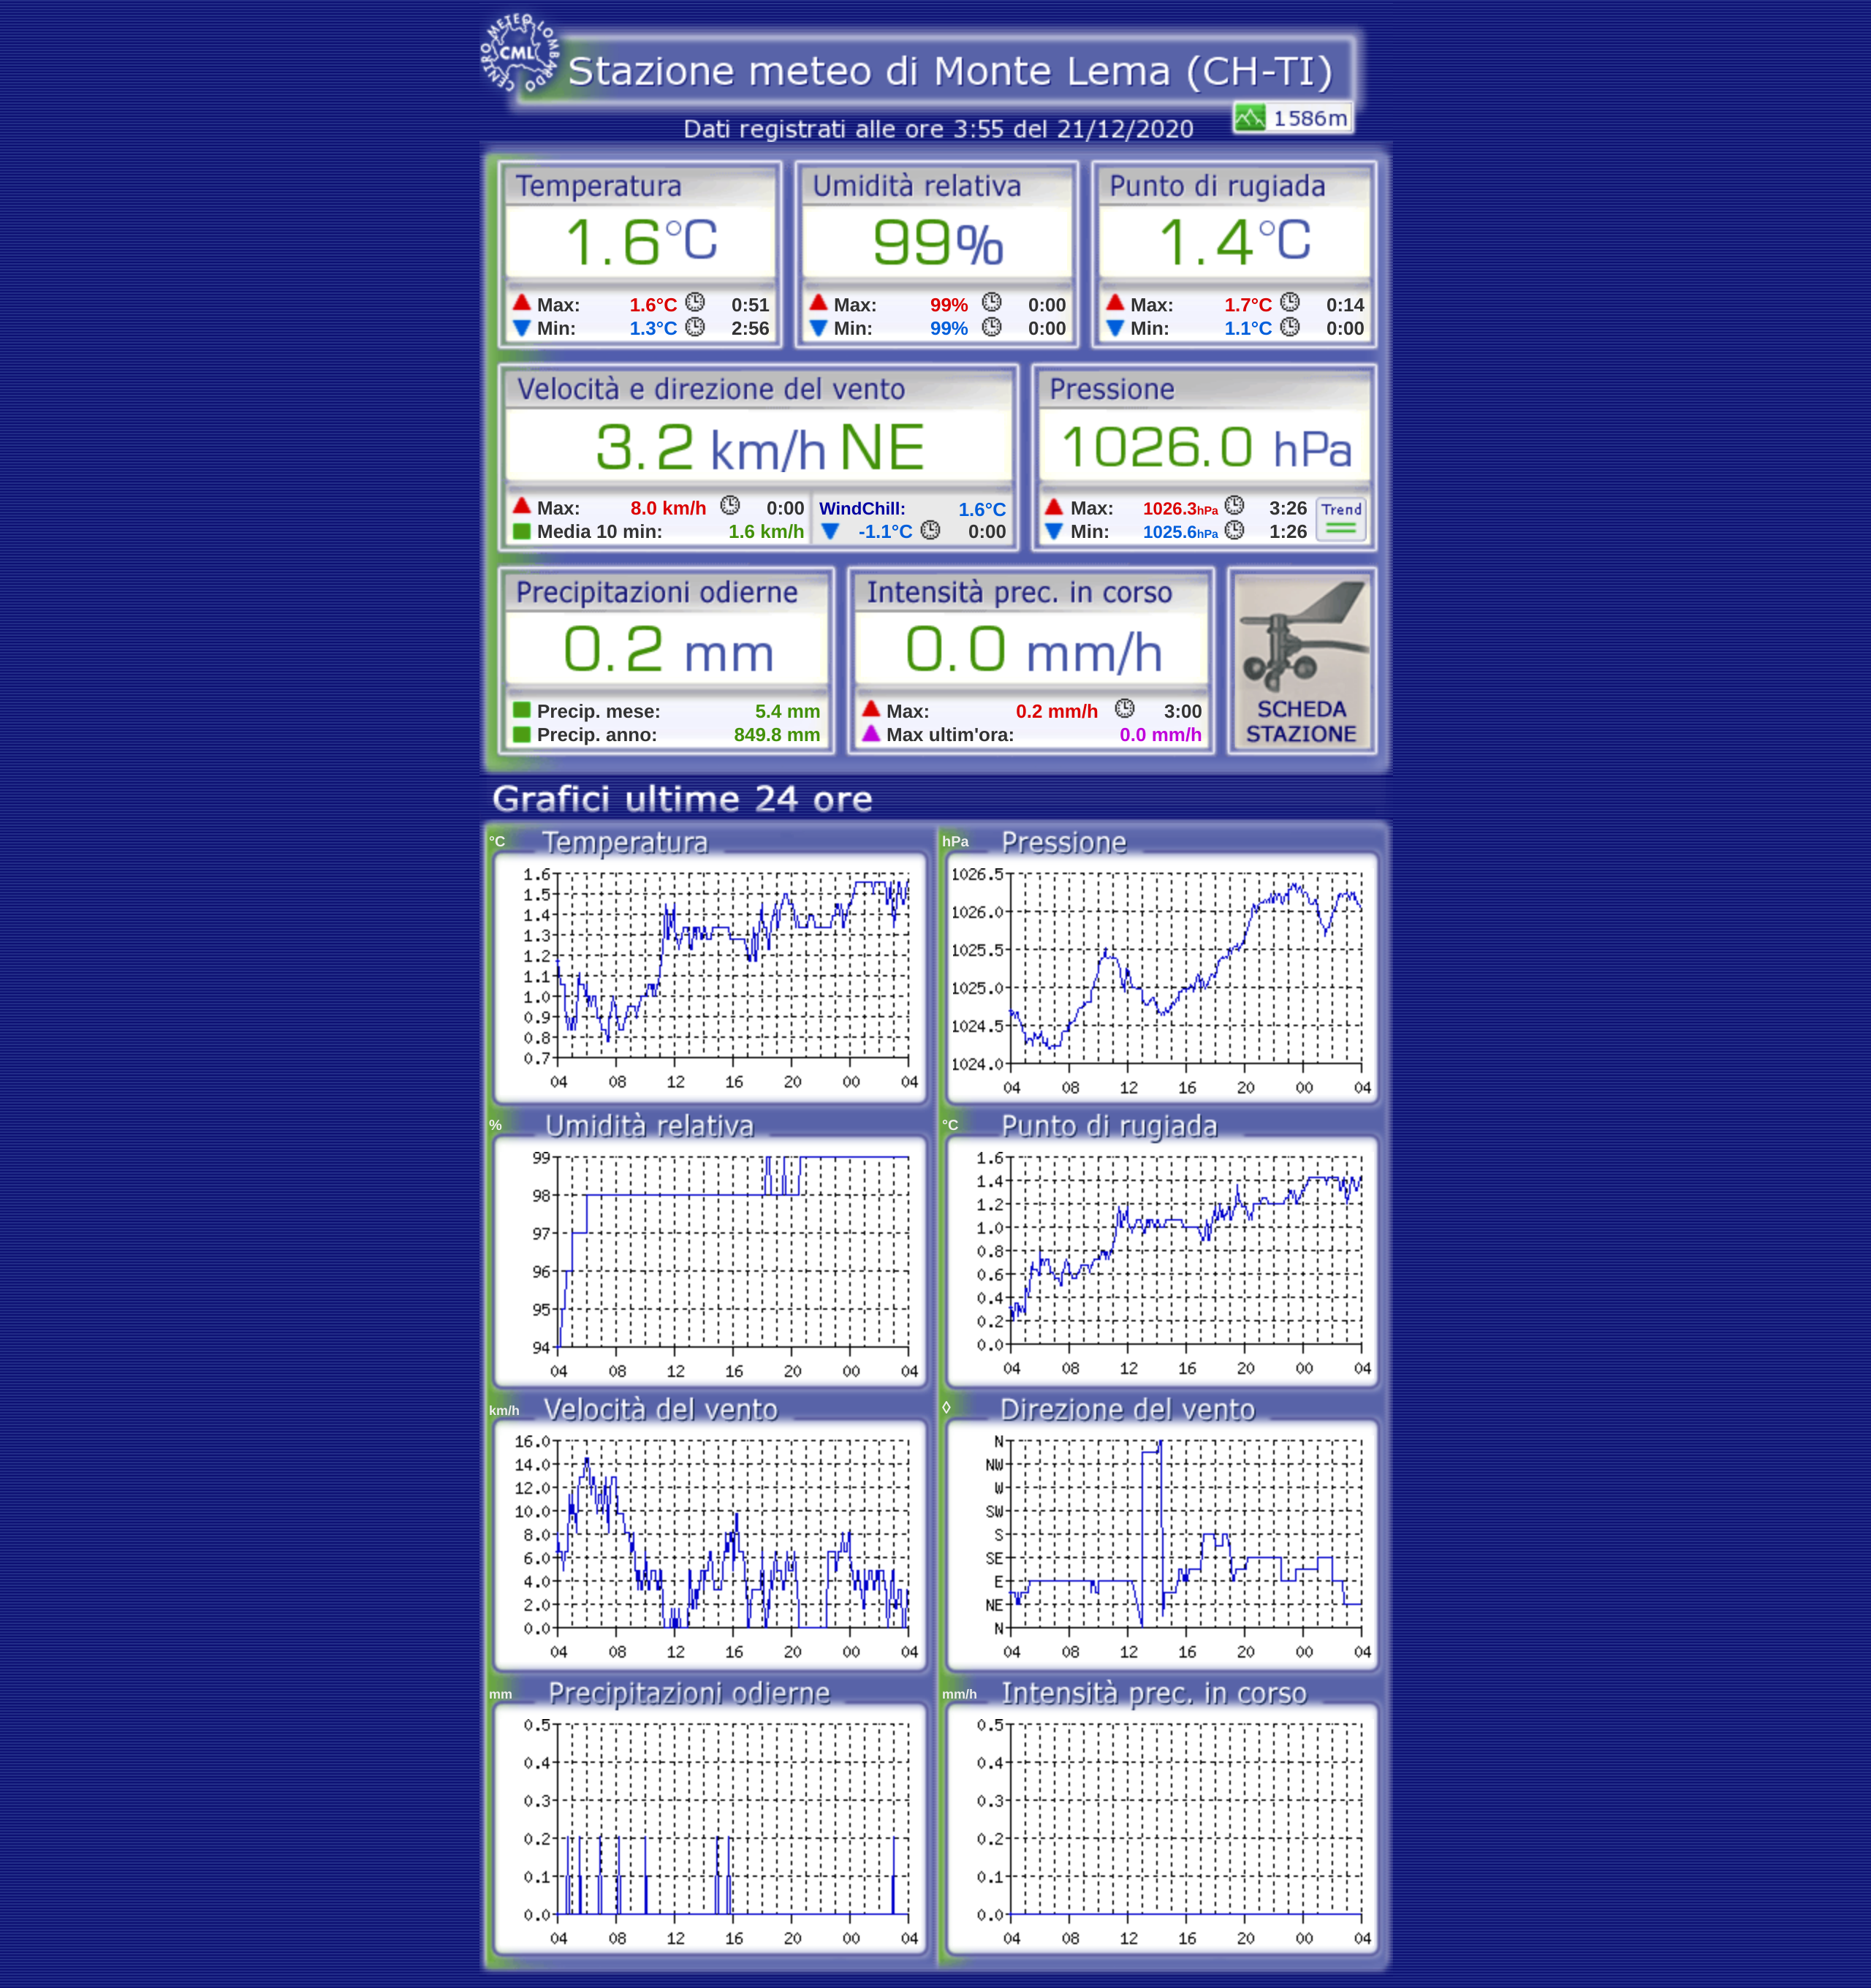 CENTRO METEO LOMBARDO
CML
Stazione meteo di Monte Lema (CH-TI)
1586m
Dati registrati alle ore 3:55 del 21/12/2020
Temperatura Umidità relativa Punto di rugiada
1.6°C 99% 1.4°C
Max: 1.6°C 0:51 Max: 99% 0:00 Max: 1.7°C 0:14
Min: 1.3°C 2:56 Min: 99% 0:00 Min: 1.1°C 0:00
Velocità e direzione del vento Pressione
3.2 km/h NE 1026.0 hPa
Max: 8.0 km/h 0:00 WindChill: 1.6°C Max: 1026.3hPa 3:26 Trend
Media 10 min: 1.6 km/h -1.1°C 0:00 Min: 1025.6hPa 1:26
Precipitazioni odierne Intensità prec. in corso
0.2 mm 0.0 mm/h
Precip. mese: 5.4 mm Max: 0.2 mm/h 3:00 SCHEDA
Precip. anno: 849.8 mm Max ultim'ora: 0.0 mm/h STAZIONE
Grafici ultime 24 ore
°C Temperatura
1.6
1.5
1.4
1.3
1.2
1.1
1.0
0.9
0.8
0.7
04 08 12 16 20 00 04
hPa Pressione
1026.5
1026.0
1025.5
1025.0
1024.5
1024.0
04 08 12 16 20 00 04
% Umidità relativa
99
98
97
96
95
94
04 08 12 16 20 00 04
°C Punto di rugiada
1.6
1.4
1.2
1.0
0.8
0.6
0.4
0.2
0.0
04 08 12 16 20 00 04
km/h Velocità del vento
16.0
14.0
12.0
10.0
8.0
6.0
4.0
2.0
0.0
04 08 12 16 20 00 04
◊ Direzione del vento
N
NW
W
SW
S
SE
E
NE
N
04 08 12 16 20 00 04
mm Precipitazioni odierne
0.5
0.4
0.3
0.2
0.1
0.0
04 08 12 16 20 00 04
mm/h Intensità prec. in corso
0.5
0.4
0.3
0.2
0.1
0.0
04 08 12 16 20 00 04